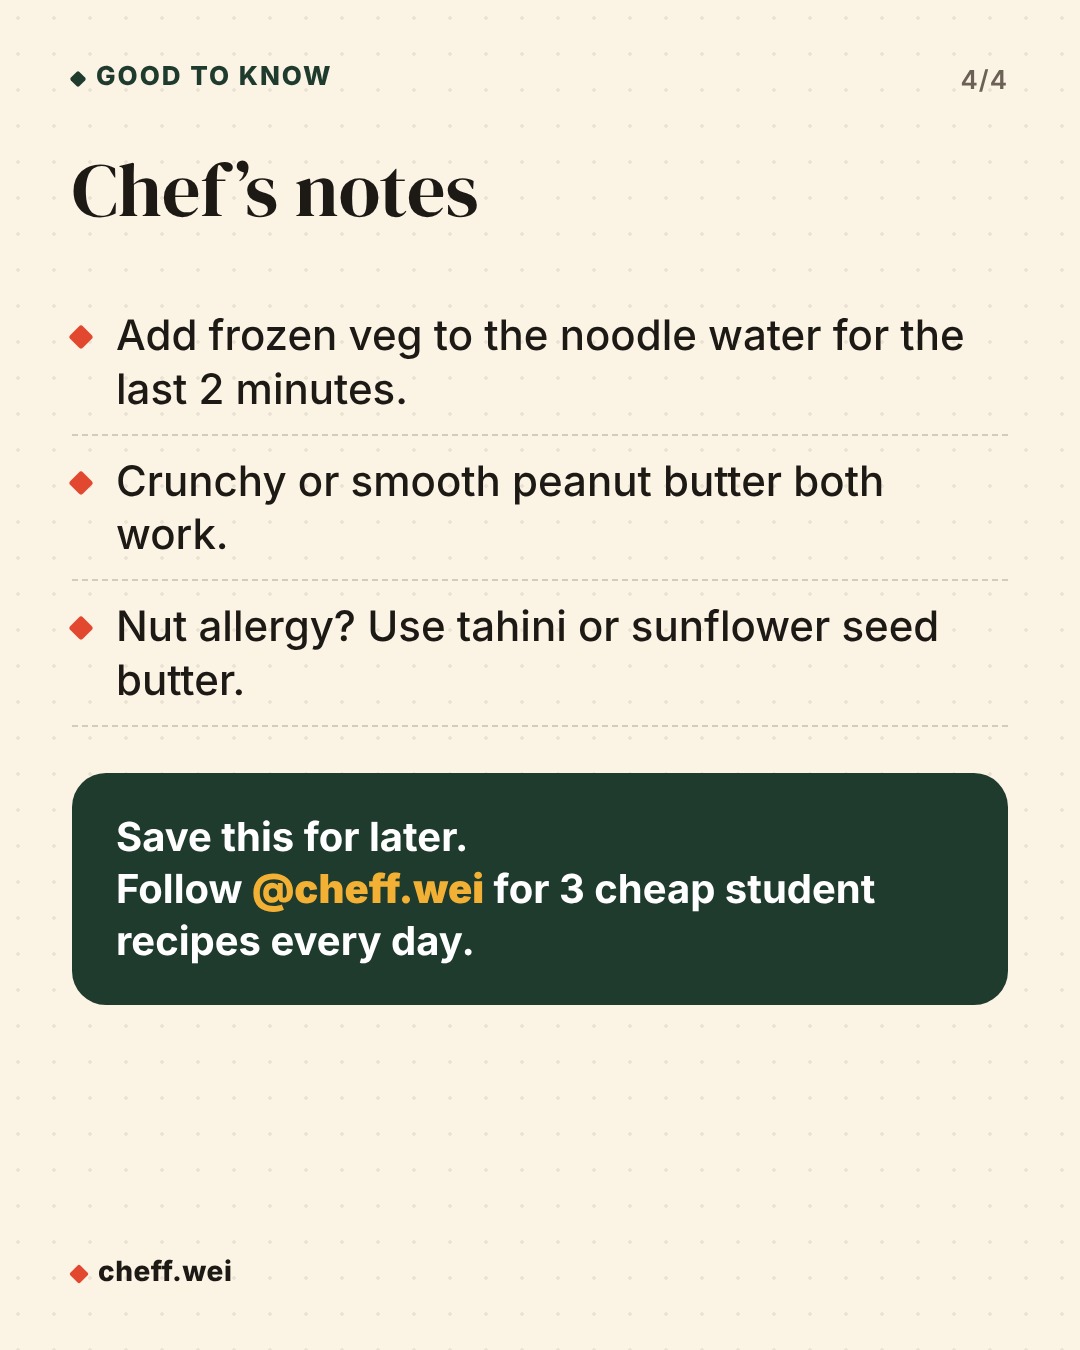 GOOD TO KNOW
4/4
Chef’s notes
Add frozen veg to the noodle water for the
last 2 minutes.
Crunchy or smooth peanut butter both
work.
Nut allergy? Use tahini or sunflower seed
butter.
Save this for later.
Follow @cheff.wei for 3 cheap student
recipes every day.
cheff.wei